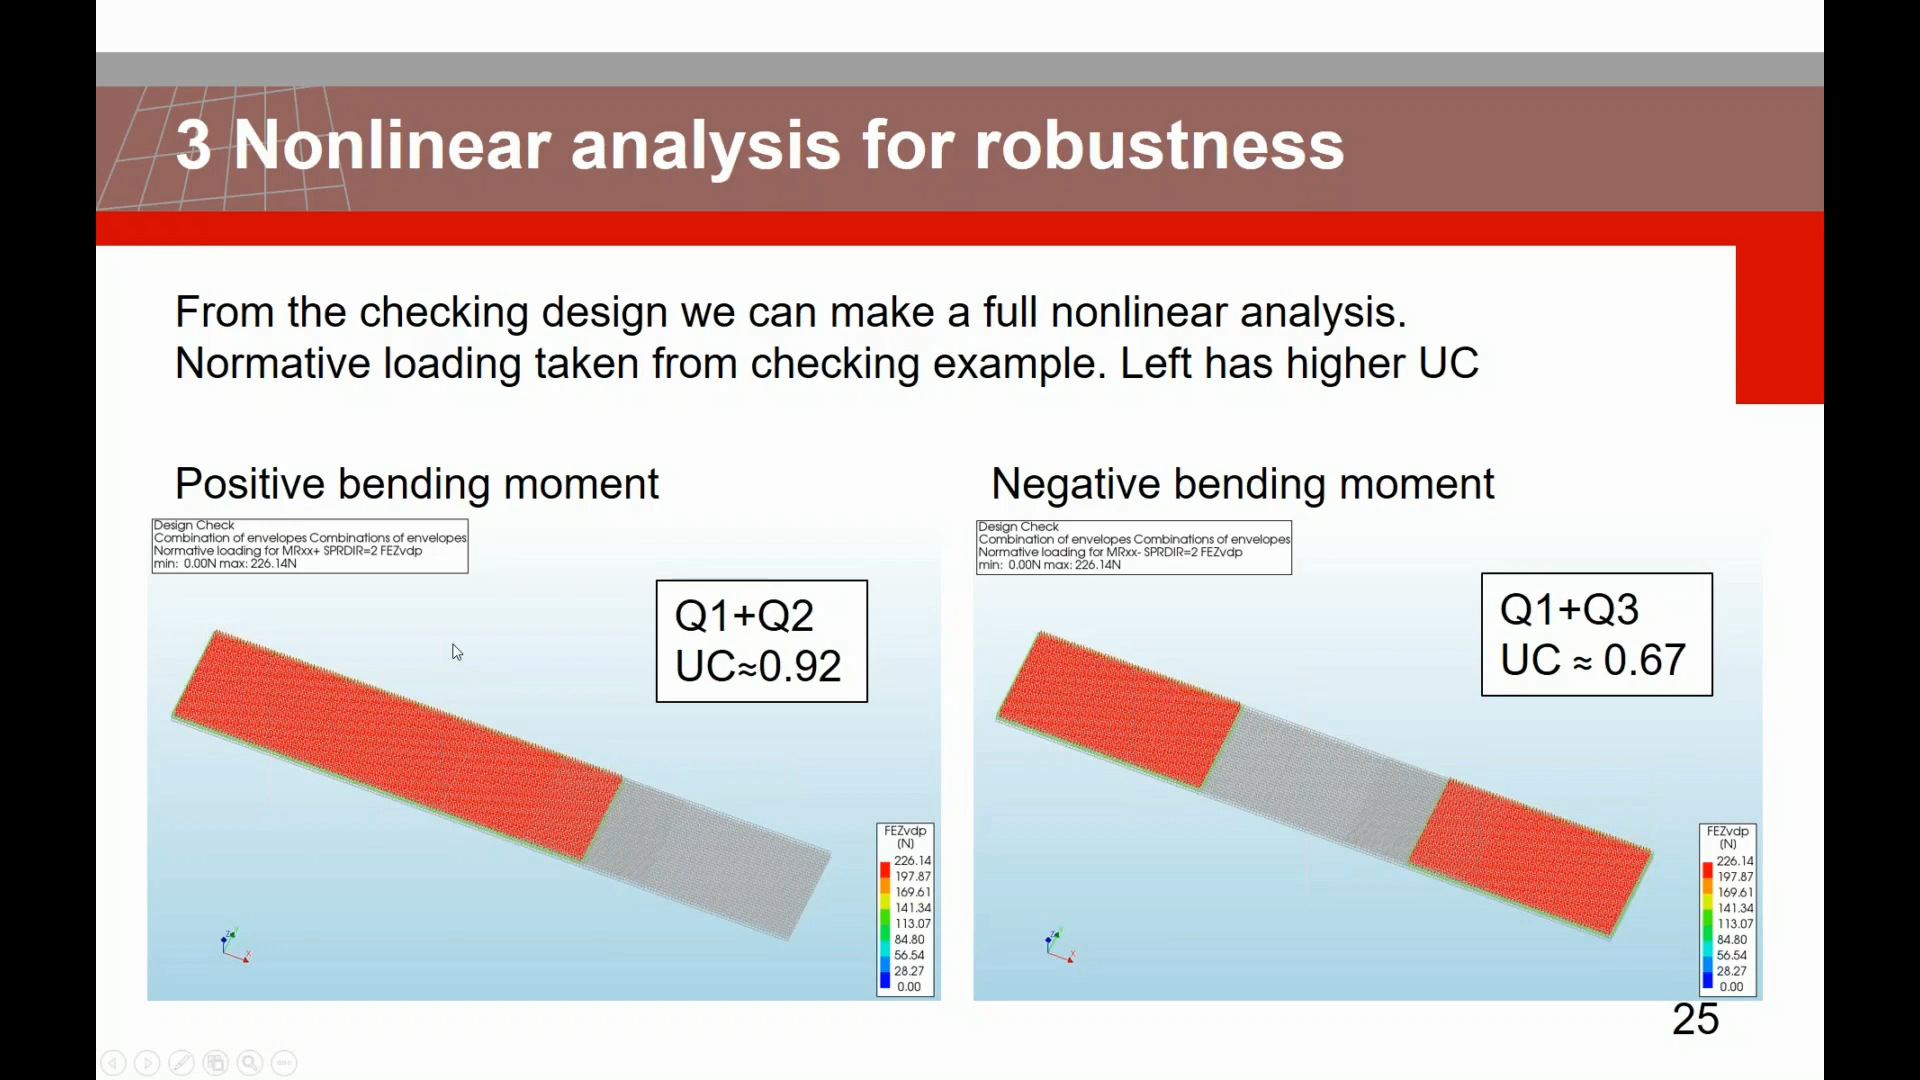 3 Nonlinear analysis for robustness
From the checking design we can make a full nonlinear analysis.
Normative loading taken from checking example. Left has higher UC
Positive bending moment
Design Check
Combination of envelopes Combinations of envelopes
Normative loading for MRxx+ SPRDIR=2 FEZvdp
min: 0.00N max: 226.14N
Q1+Q2
UC≈0.92
FEZvdp
(N)
226.14
197.87
169.61
141.34
113.07
84.80
56.54
28.27
0.00
Z
Y
X
Negative bending moment
Design Check
Combination of envelopes Combinations of envelopes
Normative loading for MRxx- SPRDIR=2 FEZvdp
min: 0.00N max: 226.14N
Q1+Q3
UC ≈ 0.67
FEZvdp
(N)
226.14
197.87
169.61
141.34
113.07
84.80
56.54
28.27
0.00
Z
Y
X
25